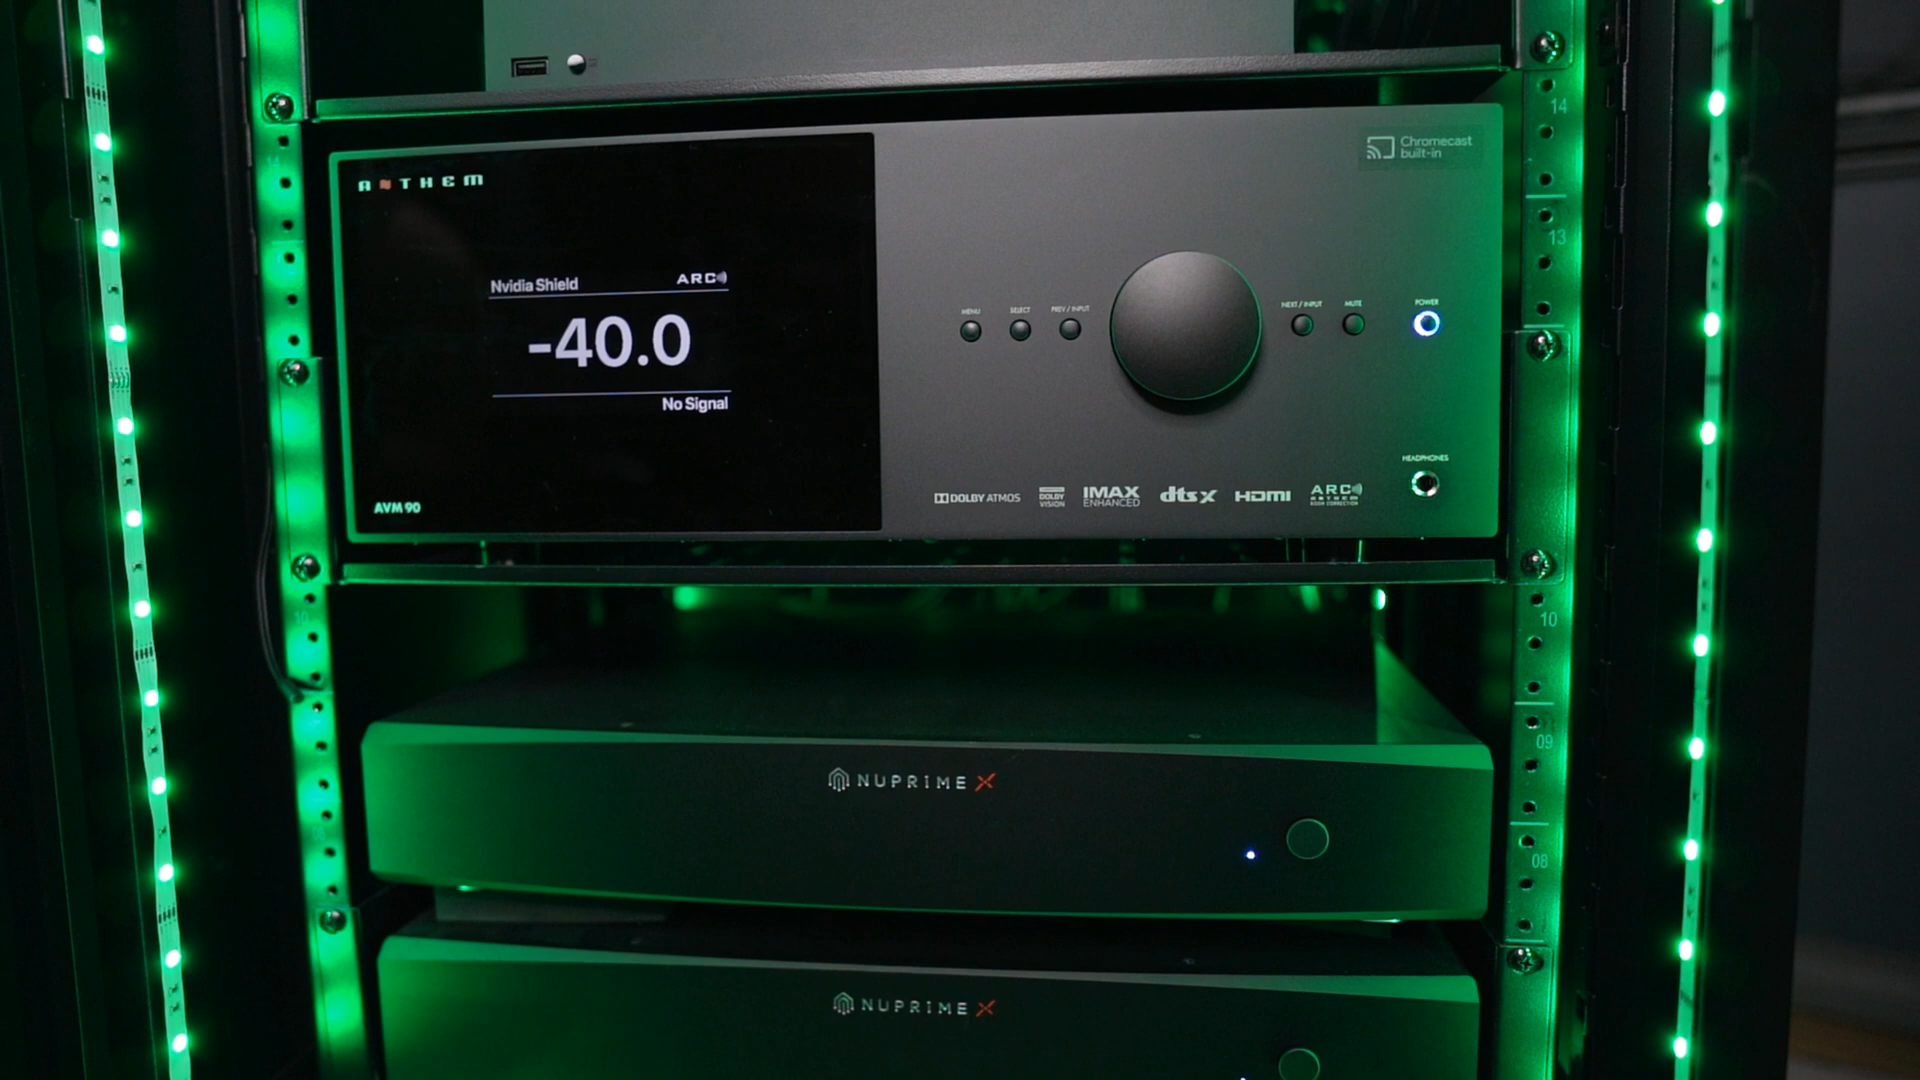 Chromecast
built-in
ANTHEM
Nvidia Shield
ARC
-40.0
No Signal
AVM 90
MENU
SELECT
PREV / INPUT
NEXT / INPUT
MUTE
POWER
HEADPHONES
DOLBY ATMOS
DOLBY
VISION
IMAX
ENHANCED
dts X
HDMI
ARC
ANTHEM
ROOM CORRECTION
14
13
10
09
08
14
10
NUPRIME X
NUPRIME X